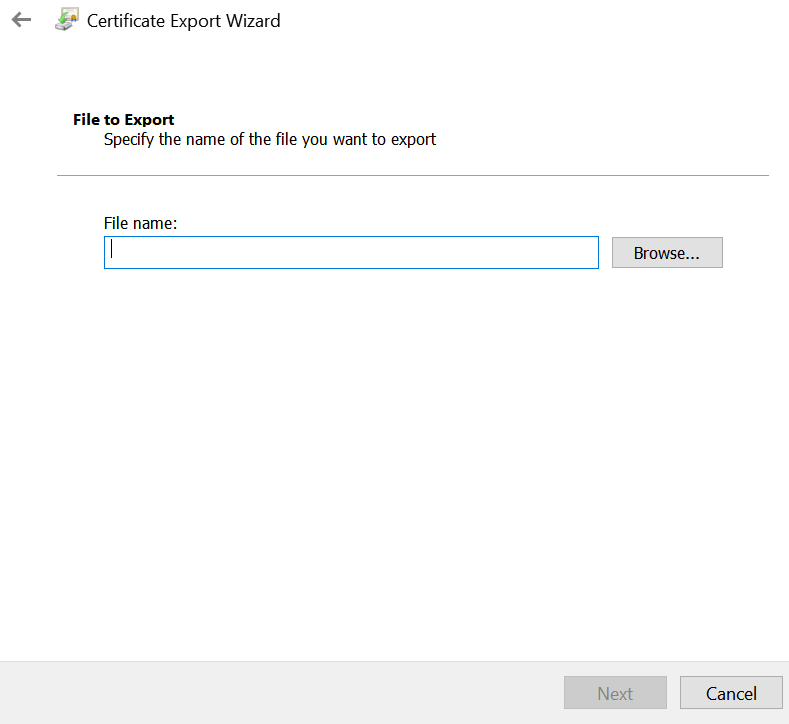 Certificate Export Wizard
File to Export
Specify the name of the file you want to export
File name:
Browse...
Next
Cancel